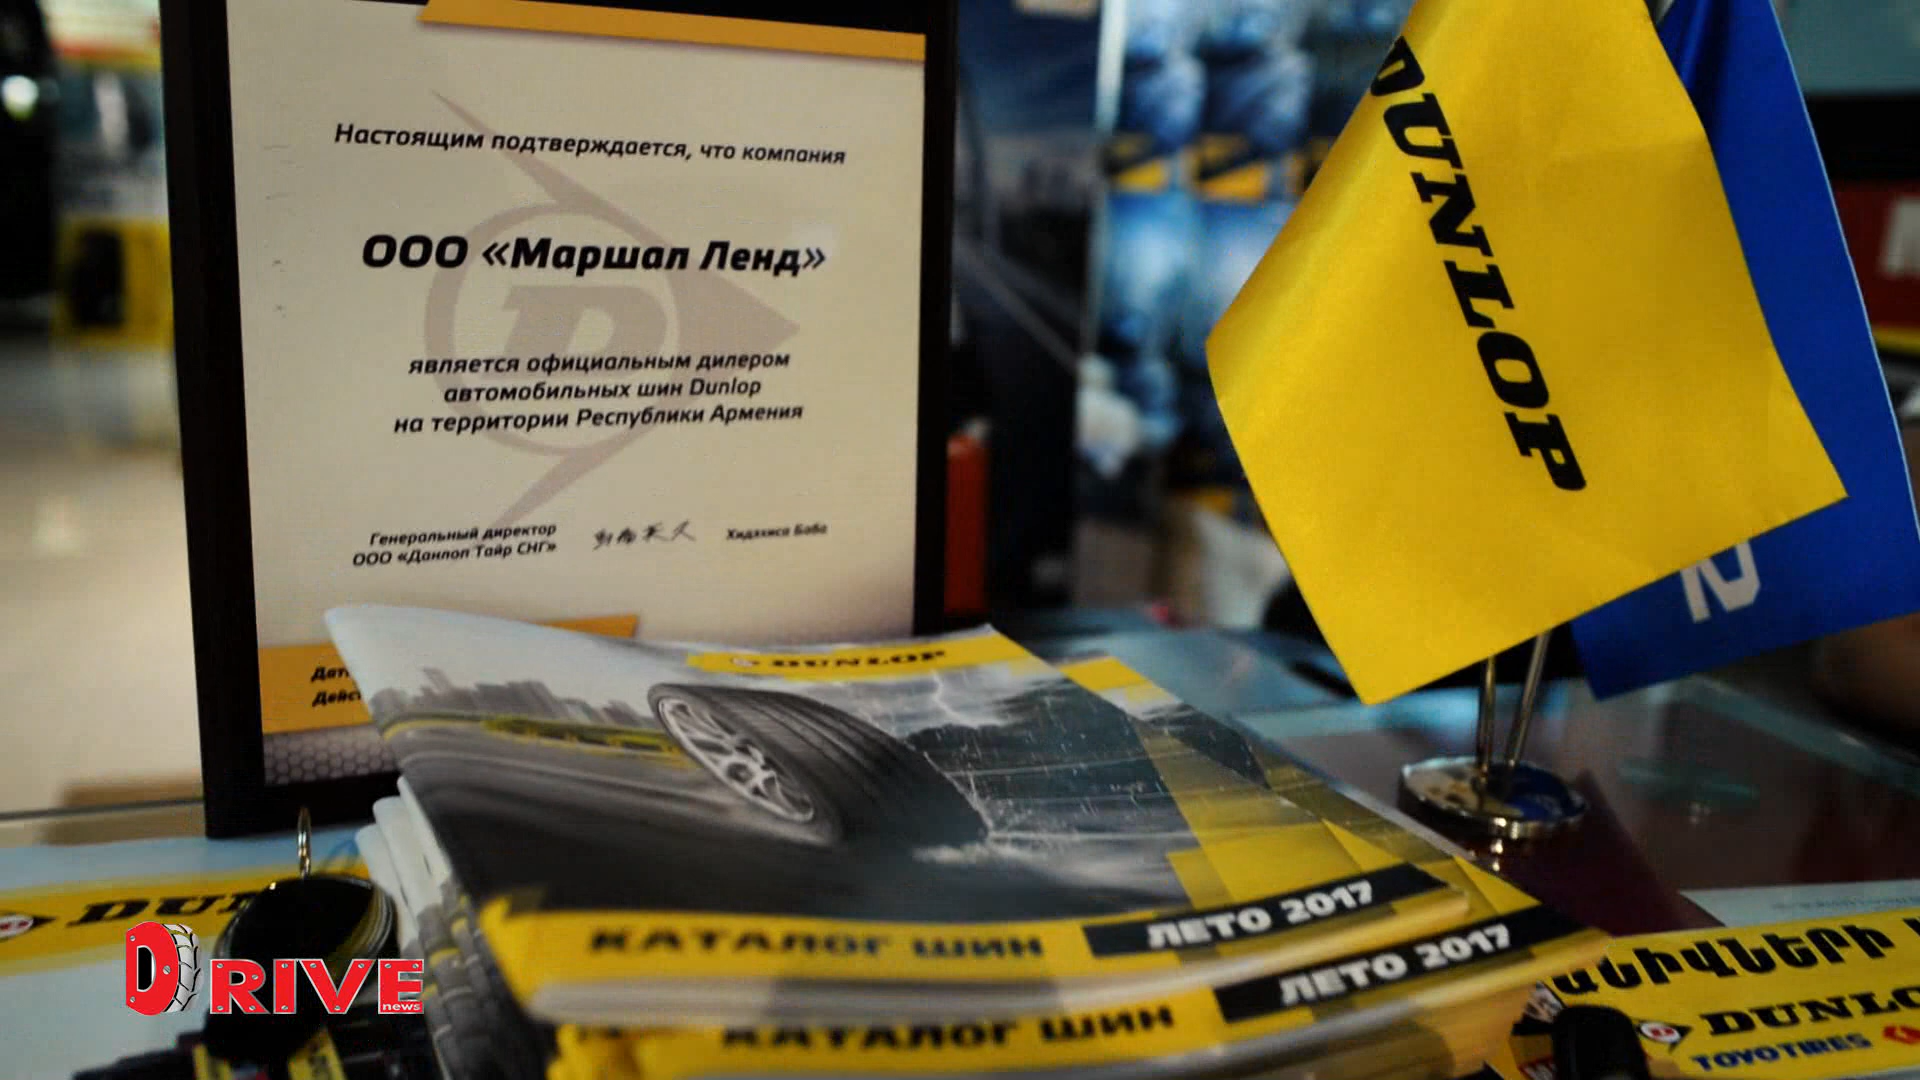 Настоящим подтверждается, что компания
ООО «Маршал Ленд»
является официальным дилером
автомобильных шин Dunlop
на территории Республики Армения
Генеральный директор
ООО «Данлоп Тайр СНГ»
Хидэхиса Баба
DUNLOP
DUNLOP
КАТАЛОГ ШИН
ЛЕТО 2017
КАТАЛОГ ШИН
ЛЕТО 2017
DRIVE
news
DUNLOP
TOYO TIRES